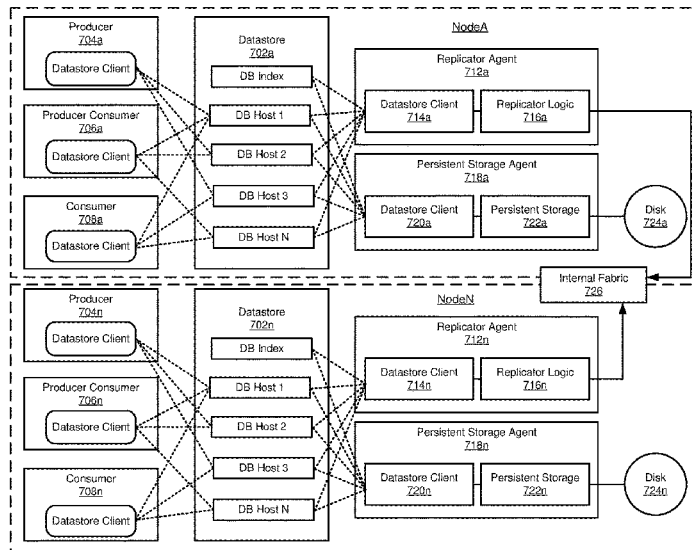 NodeA
Producer
704a
Datastore Client
Producer Consumer
706a
Datastore Client
Consumer
708a
Datastore Client
Datastore
702a
DB Index
DB Host 1
DB Host 2
DB Host 3
DB Host N
Replicator Agent
712a
Datastore Client
714a
Replicator Logic
716a
Persistent Storage Agent
718a
Datastore Client
720a
Persistent Storage
722a
Disk
724a
Internal Fabric
726
NodeN
Producer
704n
Datastore Client
Producer Consumer
706n
Datastore Client
Consumer
708n
Datastore Client
Datastore
702n
DB Index
DB Host 1
DB Host 2
DB Host 3
DB Host N
Replicator Agent
712n
Datastore Client
714n
Replicator Logic
716n
Persistent Storage Agent
718n
Datastore Client
720n
Persistent Storage
722n
Disk
724n